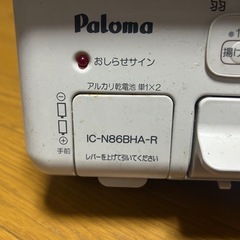 Paloma
おしらせサイン
アルカリ乾電池 単1×2
IC-N86BHA-R
レバーを上げて引いてください
手前